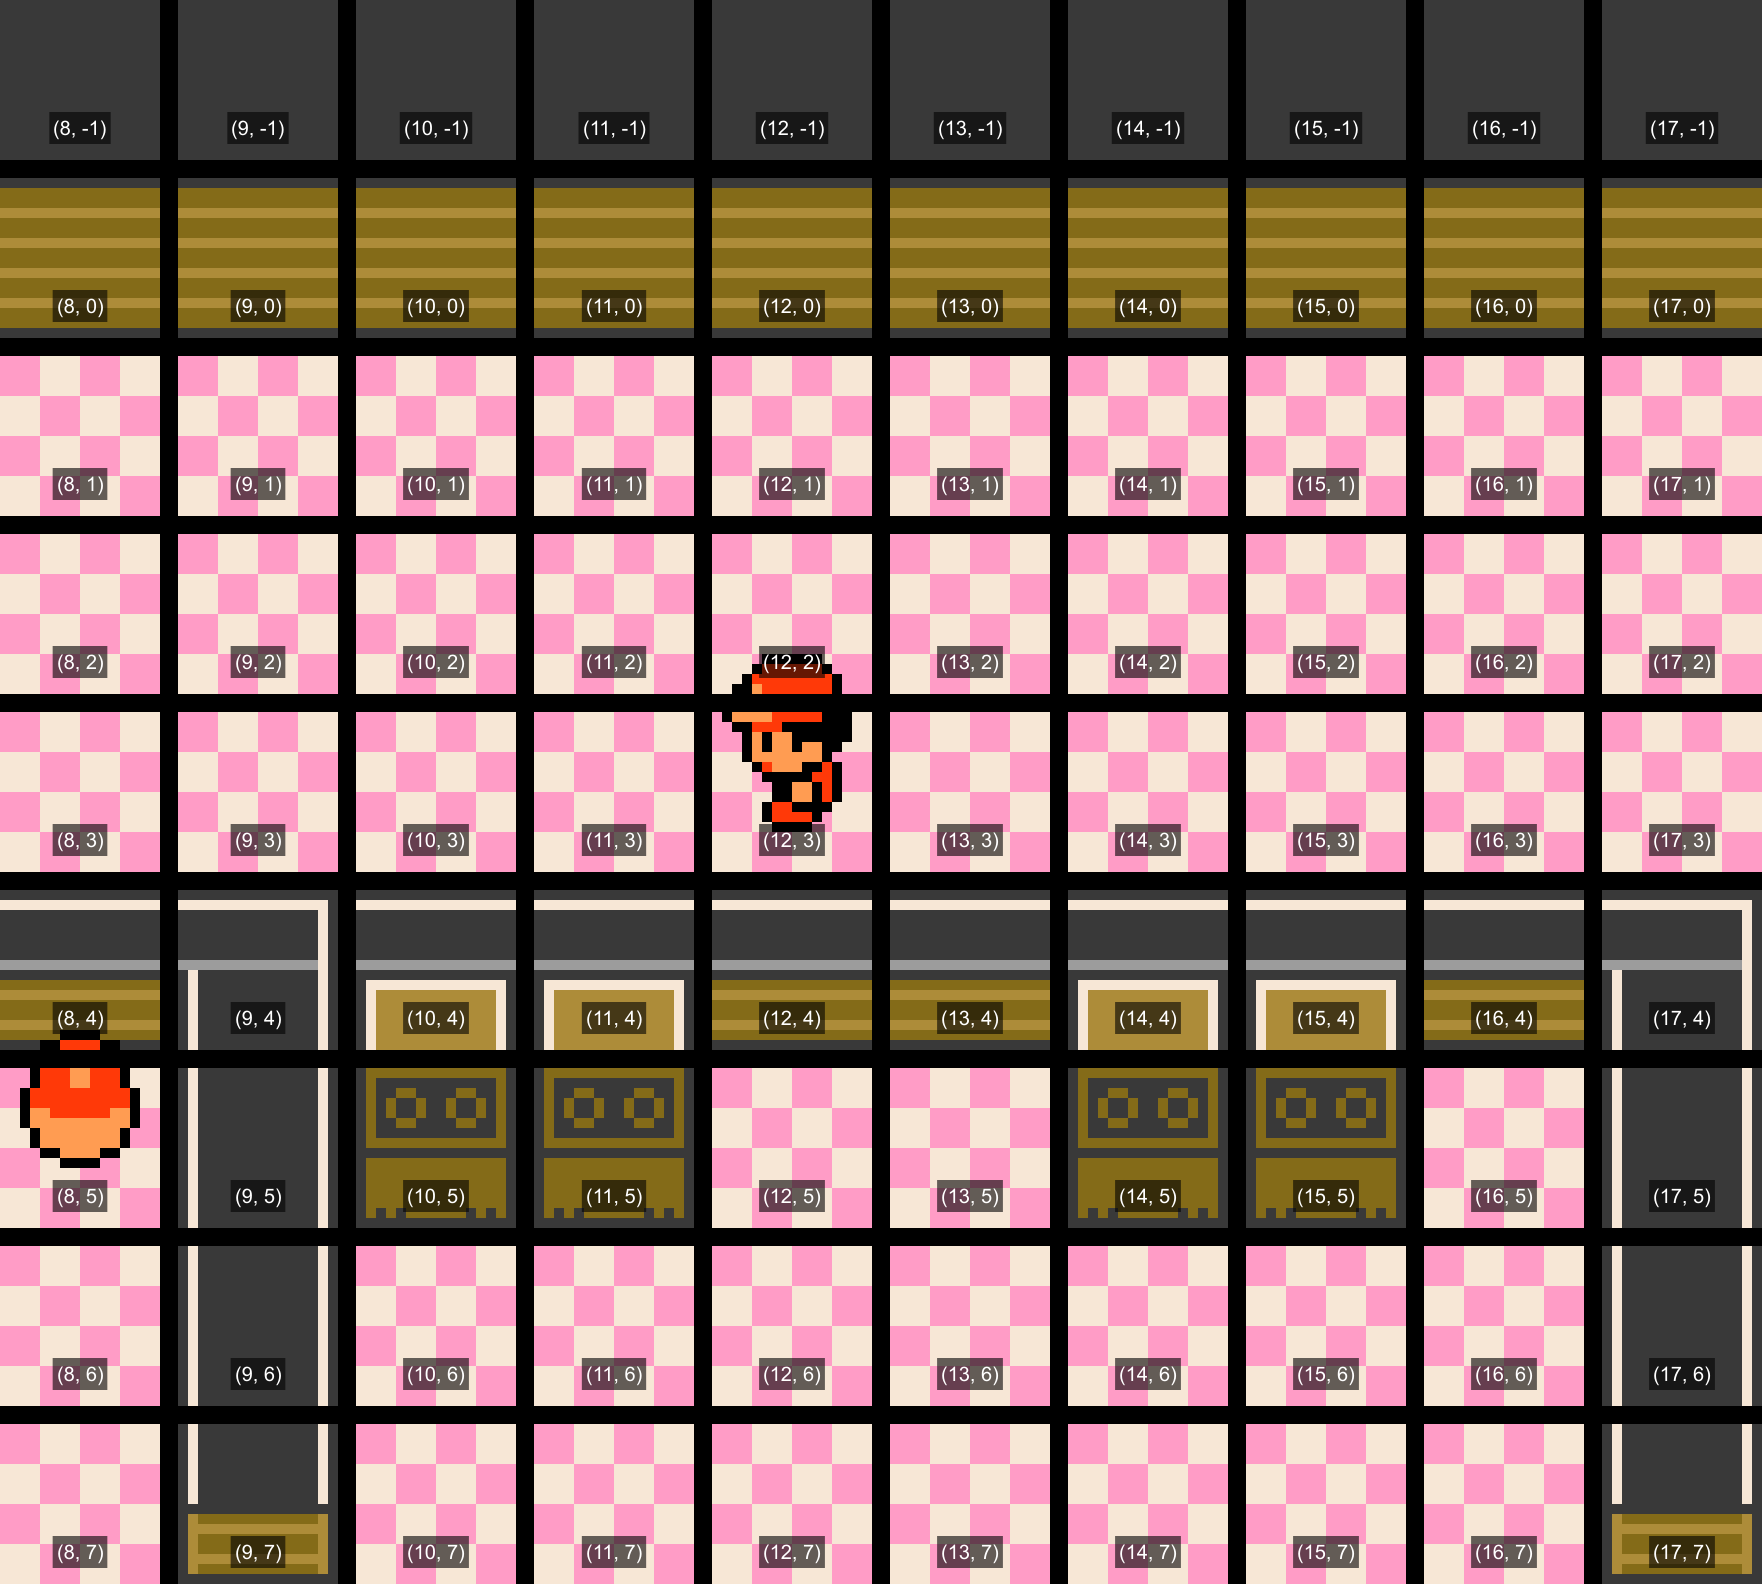 (8, -1) (9, -1) (10, -1) (11, -1) (12, -1) (13, -1) (14, -1) (15, -1) (16, -1) (17, -1)
(8, 0) (9, 0) (10, 0) (11, 0) (12, 0) (13, 0) (14, 0) (15, 0) (16, 0) (17, 0)
(8, 1) (9, 1) (10, 1) (11, 1) (12, 1) (13, 1) (14, 1) (15, 1) (16, 1) (17, 1)
(8, 2) (9, 2) (10, 2) (11, 2) (12, 2) (13, 2) (14, 2) (15, 2) (16, 2) (17, 2)
(8, 3) (9, 3) (10, 3) (11, 3) (12, 3) (13, 3) (14, 3) (15, 3) (16, 3) (17, 3)
(8, 4) (9, 4) (10, 4) (11, 4) (12, 4) (13, 4) (14, 4) (15, 4) (16, 4) (17, 4)
(8, 5) (9, 5) (10, 5) (11, 5) (12, 5) (13, 5) (14, 5) (15, 5) (16, 5) (17, 5)
(8, 6) (9, 6) (10, 6) (11, 6) (12, 6) (13, 6) (14, 6) (15, 6) (16, 6) (17, 6)
(8, 7) (9, 7) (10, 7) (11, 7) (12, 7) (13, 7) (14, 7) (15, 7) (16, 7) (17, 7)